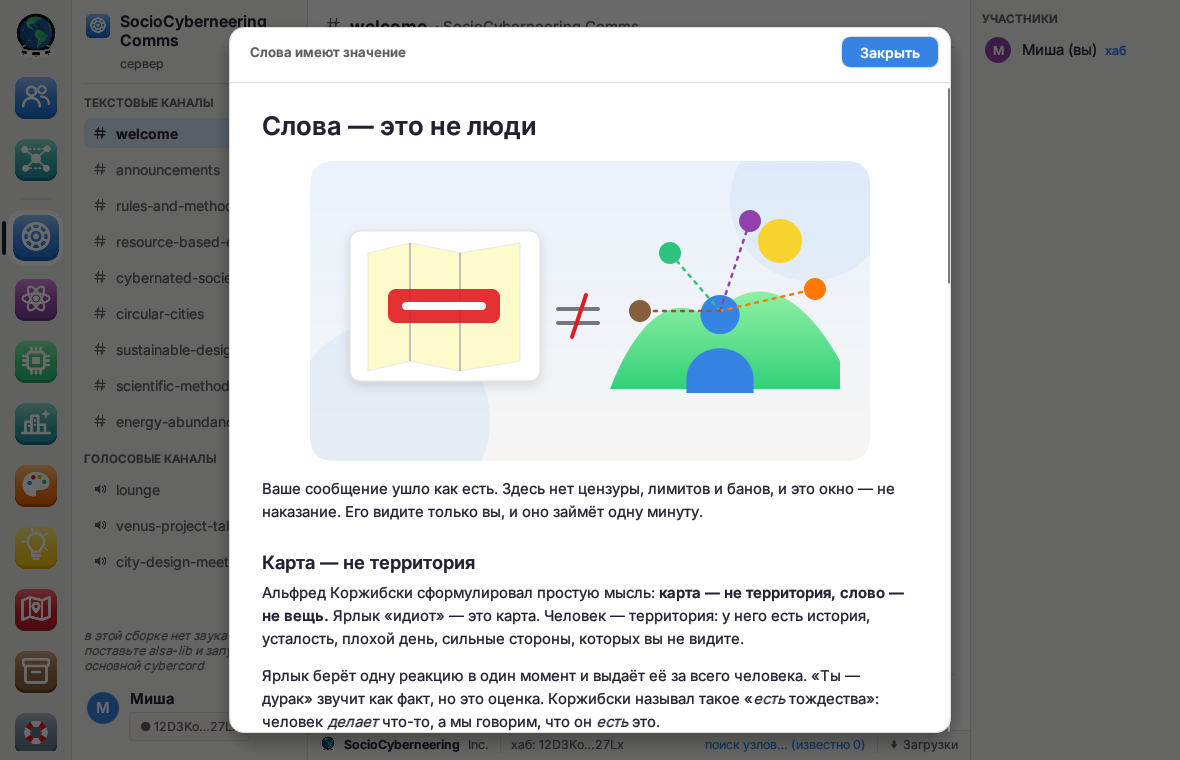 SocioCyberneering
Comms
сервер
ТЕКСТОВЫЕ КАНАЛЫ
# welcome
# announcements
# rules-and-method
# resource-based-e
# cybernated-socie
# circular-cities
# sustainable-desig
# scientific-method
# energy-abundanc
ГОЛОСОВЫЕ КАНАЛЫ
lounge
venus-project-tal
city-design-meet
в этой сборке нет звука
поставьте alsa-lib и запу
основной cybercord
М
Миша
12D3Ko...27L
# welcome · SocioCyberneering Comms
Слова имеют значение
Закрыть
Слова — это не люди
Ваше сообщение ушло как есть. Здесь нет цензуры, лимитов и банов, и это окно — не
наказание. Его видите только вы, и оно займёт одну минуту.
Карта — не территория
Альфред Коржибски сформулировал простую мысль: карта — не территория, слово —
не вещь. Ярлык «идиот» — это карта. Человек — территория: у него есть история,
усталость, плохой день, сильные стороны, которых вы не видите.
Ярлык берёт одну реакцию в один момент и выдаёт её за всего человека. «Ты —
дурак» звучит как факт, но это оценка. Коржибски называл такое «есть тождества»:
человек делает что-то, а мы говорим, что он есть это.
SocioCyberneering Inc. хаб: 12D3Ko...27Lx поиск узлов... (известно 0) Загрузки
УЧАСТНИКИ
М Миша (вы) хаб